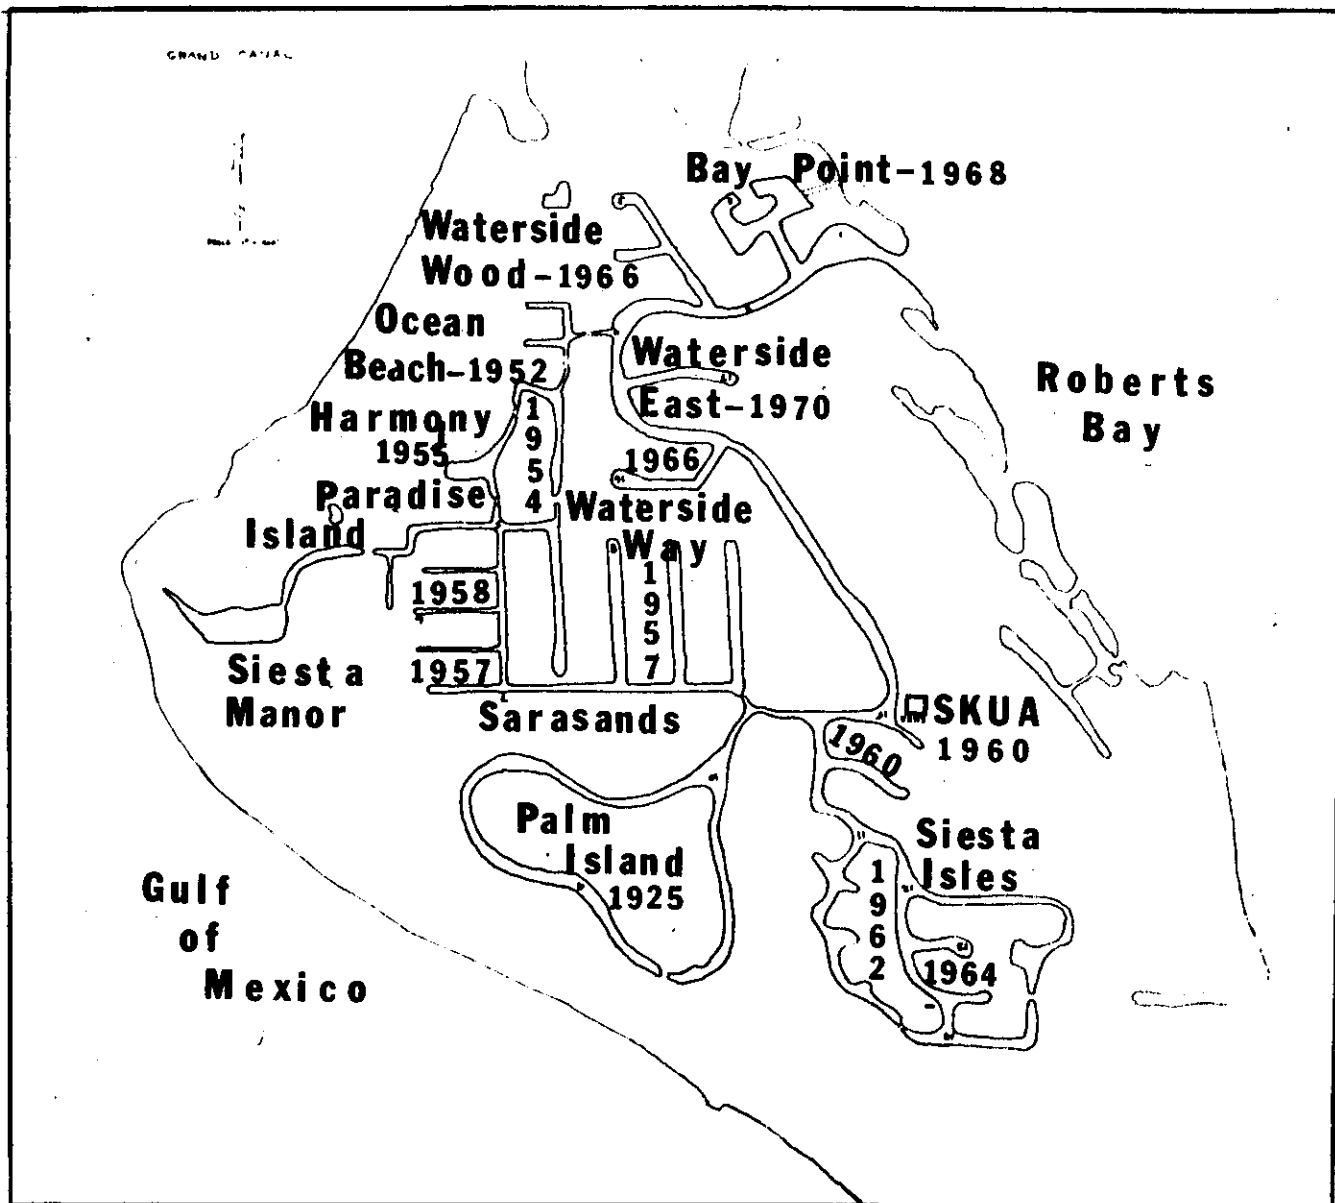 GRAND CANAL
Bay Point-1968
Waterside
Wood-1966
Ocean
Beach-1952
Waterside
East-1970
Roberts
Bay
Harmony
1955
1954
1966
Paradise
Island
Waterside
Way
1958
1957
1957
Siesta
Manor
Sarasands
SKUA
1960
1960
Palm
Island
1925
Siesta
Isles
1962
1964
Gulf
of
Mexico